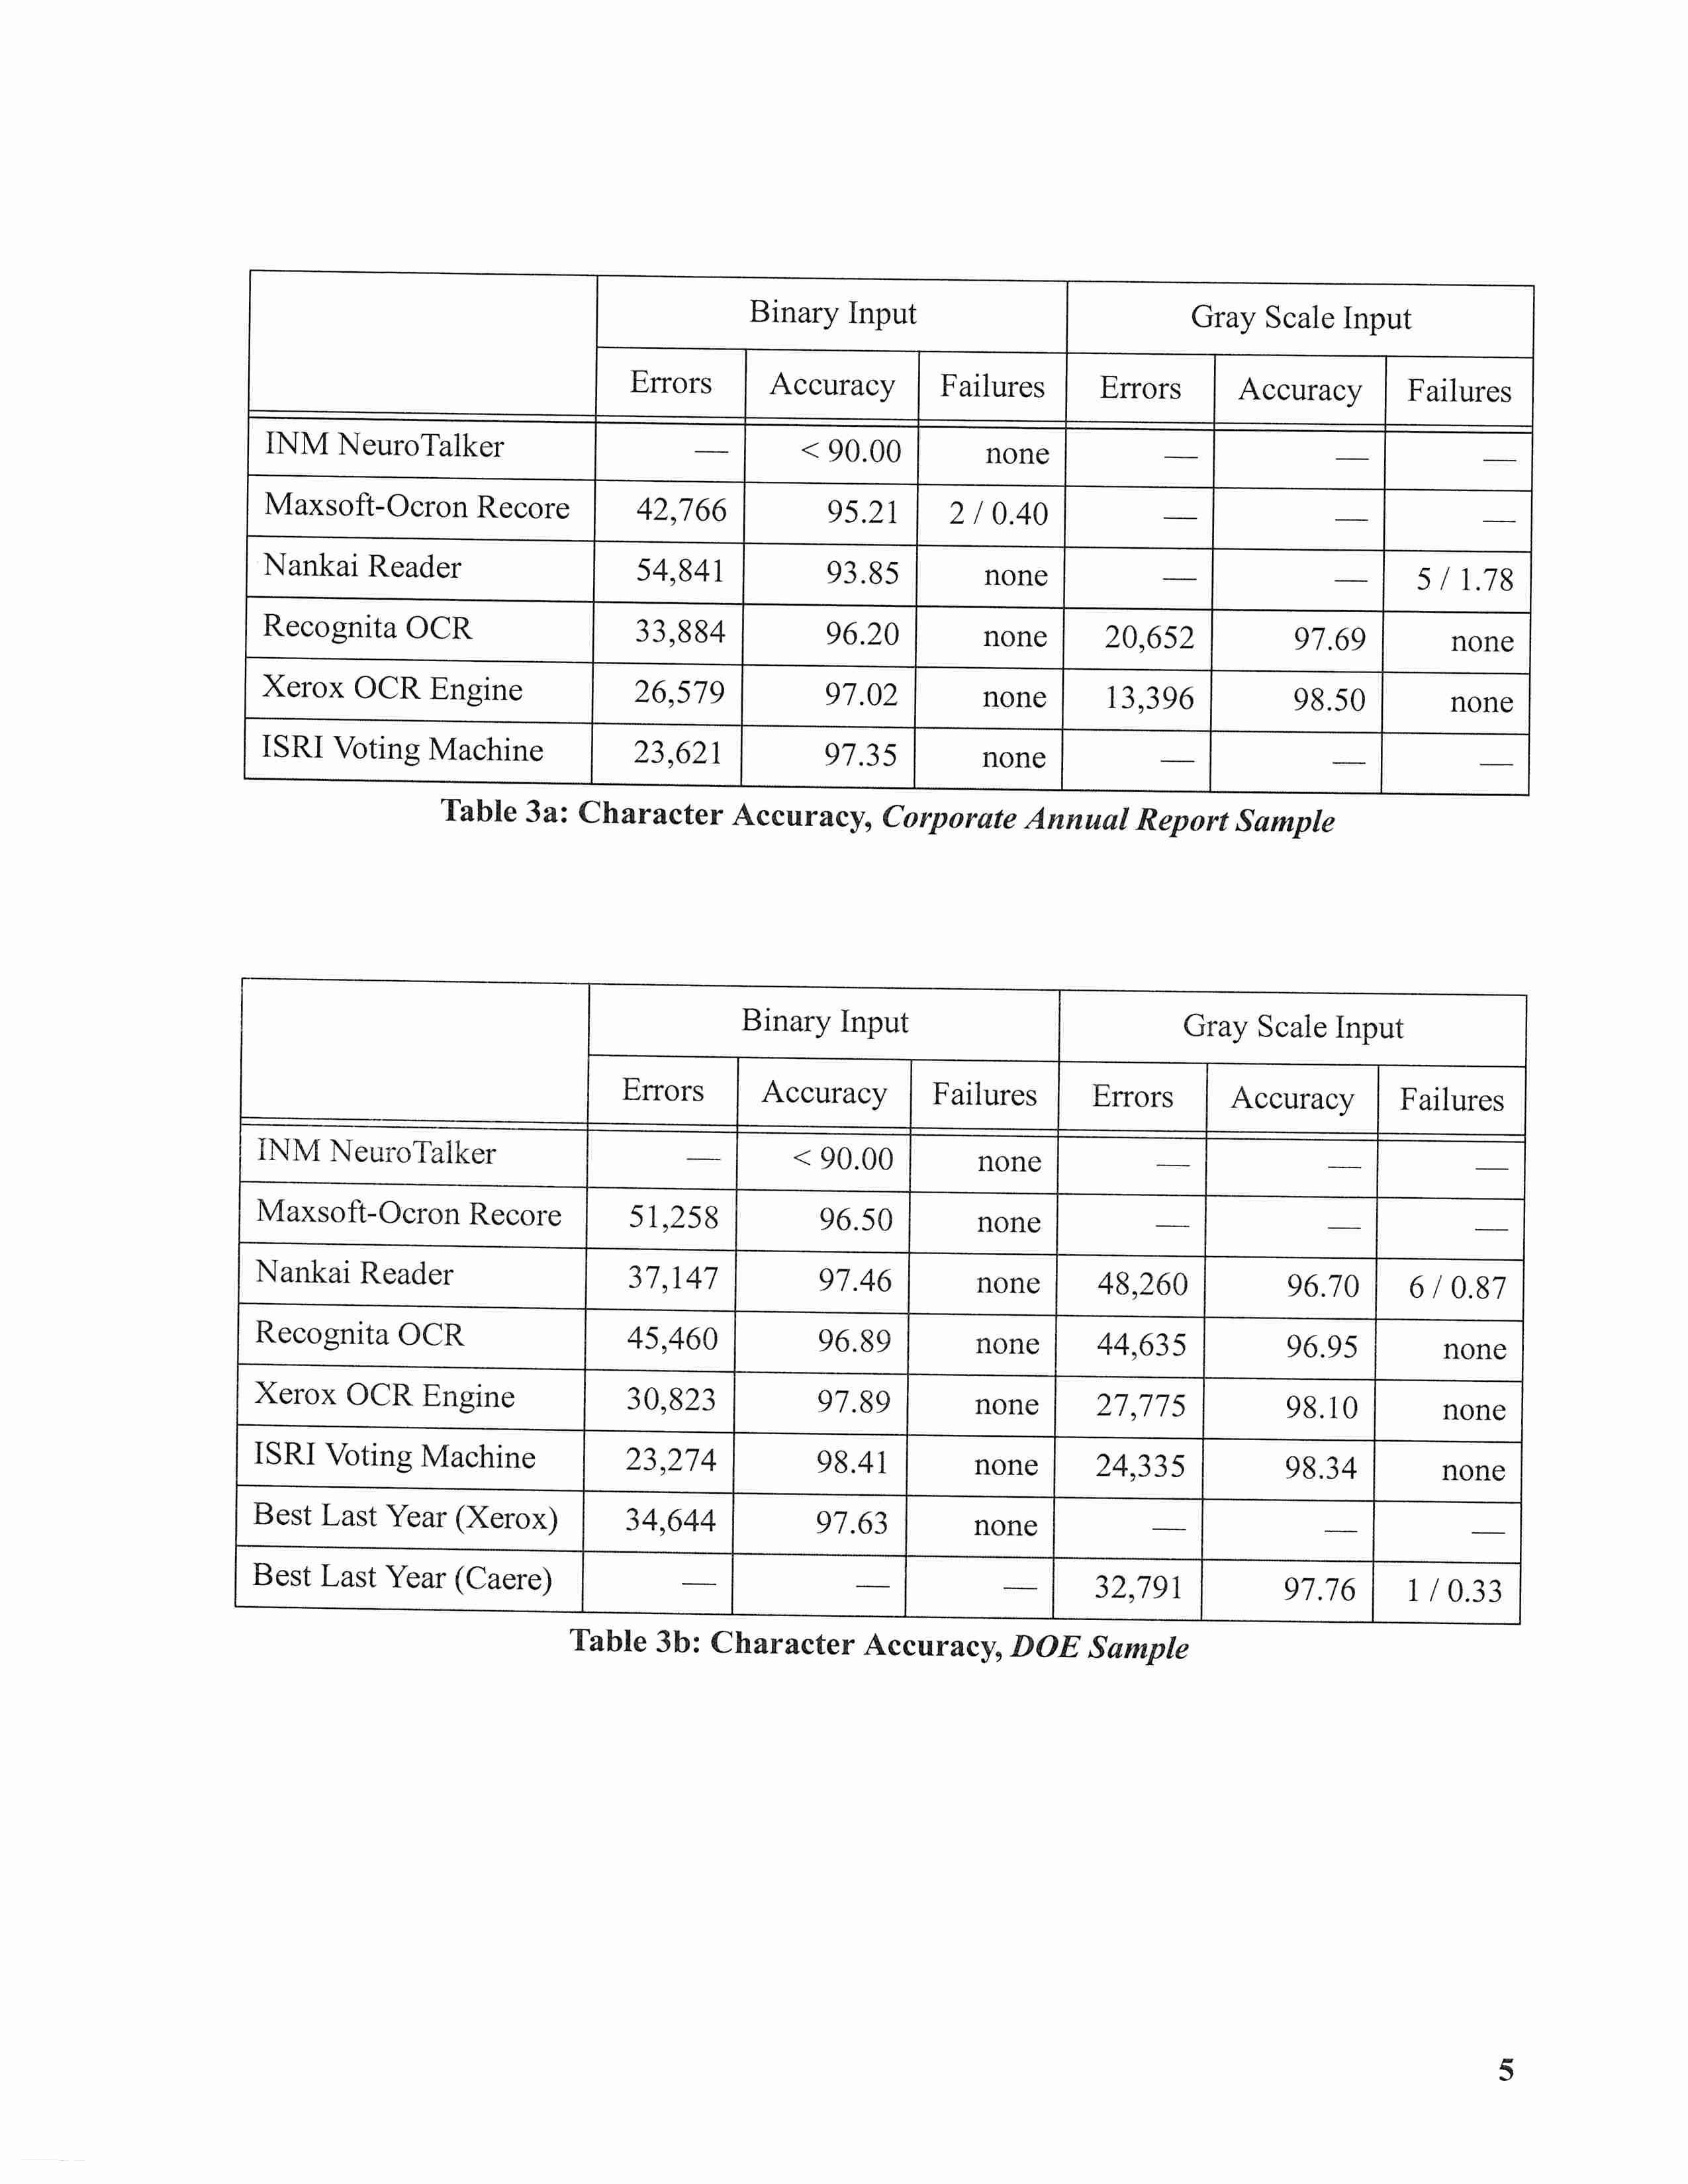 Binary Input Gray Scale Input
Errors Accuracy Failures Errors Accuracy Failures
INM NeuroTalker — < 90.00 none — — —
Maxsoft-Ocron Recore 42,766 95.21 2 / 0.40 — — —
Nankai Reader 54,841 93.85 none — — 5 / 1.78
Recognita OCR 33,884 96.20 none 20,652 97.69 none
Xerox OCR Engine 26,579 97.02 none 13,396 98.50 none
ISRI Voting Machine 23,621 97.35 none — — —
Table 3a: Character Accuracy, Corporate Annual Report Sample
Binary Input Gray Scale Input
Errors Accuracy Failures Errors Accuracy Failures
INM NeuroTalker — < 90.00 none — — —
Maxsoft-Ocron Recore 51,258 96.50 none — — —
Nankai Reader 37,147 97.46 none 48,260 96.70 6 / 0.87
Recognita OCR 45,460 96.89 none 44,635 96.95 none
Xerox OCR Engine 30,823 97.89 none 27,775 98.10 none
ISRI Voting Machine 23,274 98.41 none 24,335 98.34 none
Best Last Year (Xerox) 34,644 97.63 none — — —
Best Last Year (Caere) — — — 32,791 97.76 1 / 0.33
Table 3b: Character Accuracy, DOE Sample
5